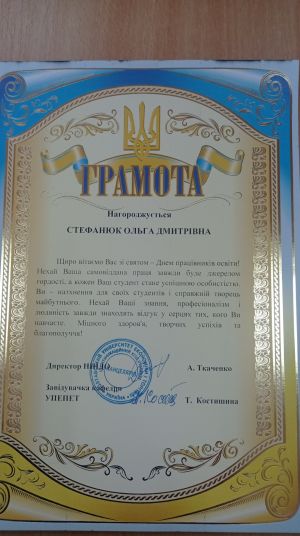 ГРАМОТА
Нагороджується
СТЕФАНЮК ОЛЬГА ДМИТРІВНА
Щиро вітаємо Вас зі святом – Днем працівників освіти!
Нехай Ваша самовіддана праця завжди буде джерелом
гордості, а кожен Ваш студент стане успішною особистістю.
Ви – натхнення для своїх студентів і справжній творець
майбутнього. Нехай Ваші знання, професіоналізм і
людяність завжди знаходять відгук у серцях тих, кого Ви
навчаєте. Міцного здоров'я, творчих успіхів та
благополуччя!
Директор ННІДО А. Ткаченко
Завідувачка кафедри
УПЕПЕТ Т. Костишина